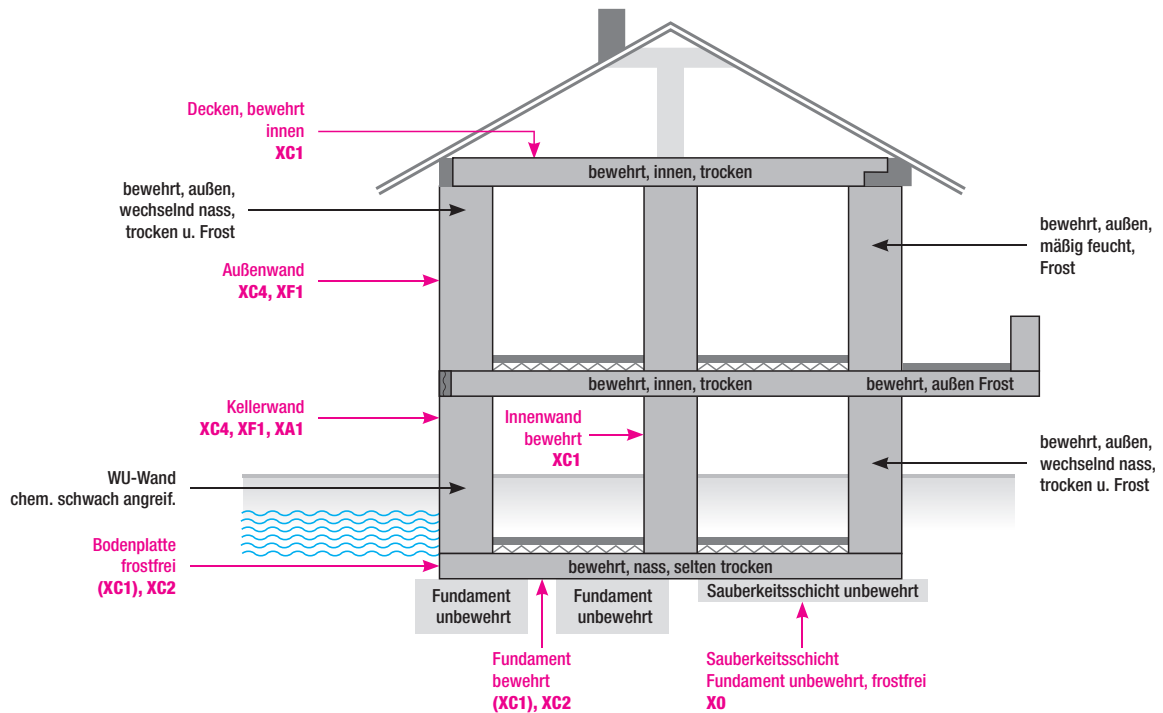 Decken, bewehrt
innen
XC1
bewehrt, innen, trocken
bewehrt, außen,
wechselnd nass,
trocken u. Frost
bewehrt, außen,
mäßig feucht,
Frost
Außenwand
XC4, XF1
bewehrt, innen, trocken
bewehrt, außen Frost
Kellerwand
XC4, XF1, XA1
Innenwand
bewehrt
XC1
bewehrt, außen,
wechselnd nass,
trocken u. Frost
WU-Wand
chem. schwach angreif.
Bodenplatte
frostfrei
(XC1), XC2
bewehrt, nass, selten trocken
Fundament
unbewehrt
Fundament
unbewehrt
Sauberkeitsschicht unbewehrt
Fundament
bewehrt
(XC1), XC2
Sauberkeitsschicht
Fundament unbewehrt, frostfrei
X0